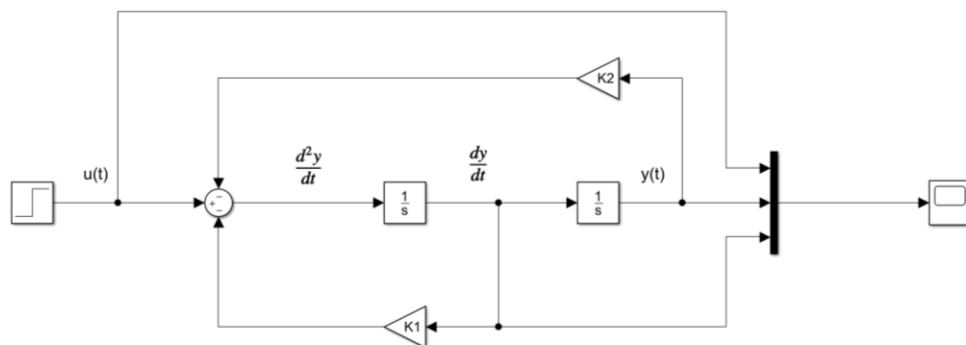 K2
u(t)
d²y
dt
dy
dt
y(t)
+
−
−
1
s
1
s
K1